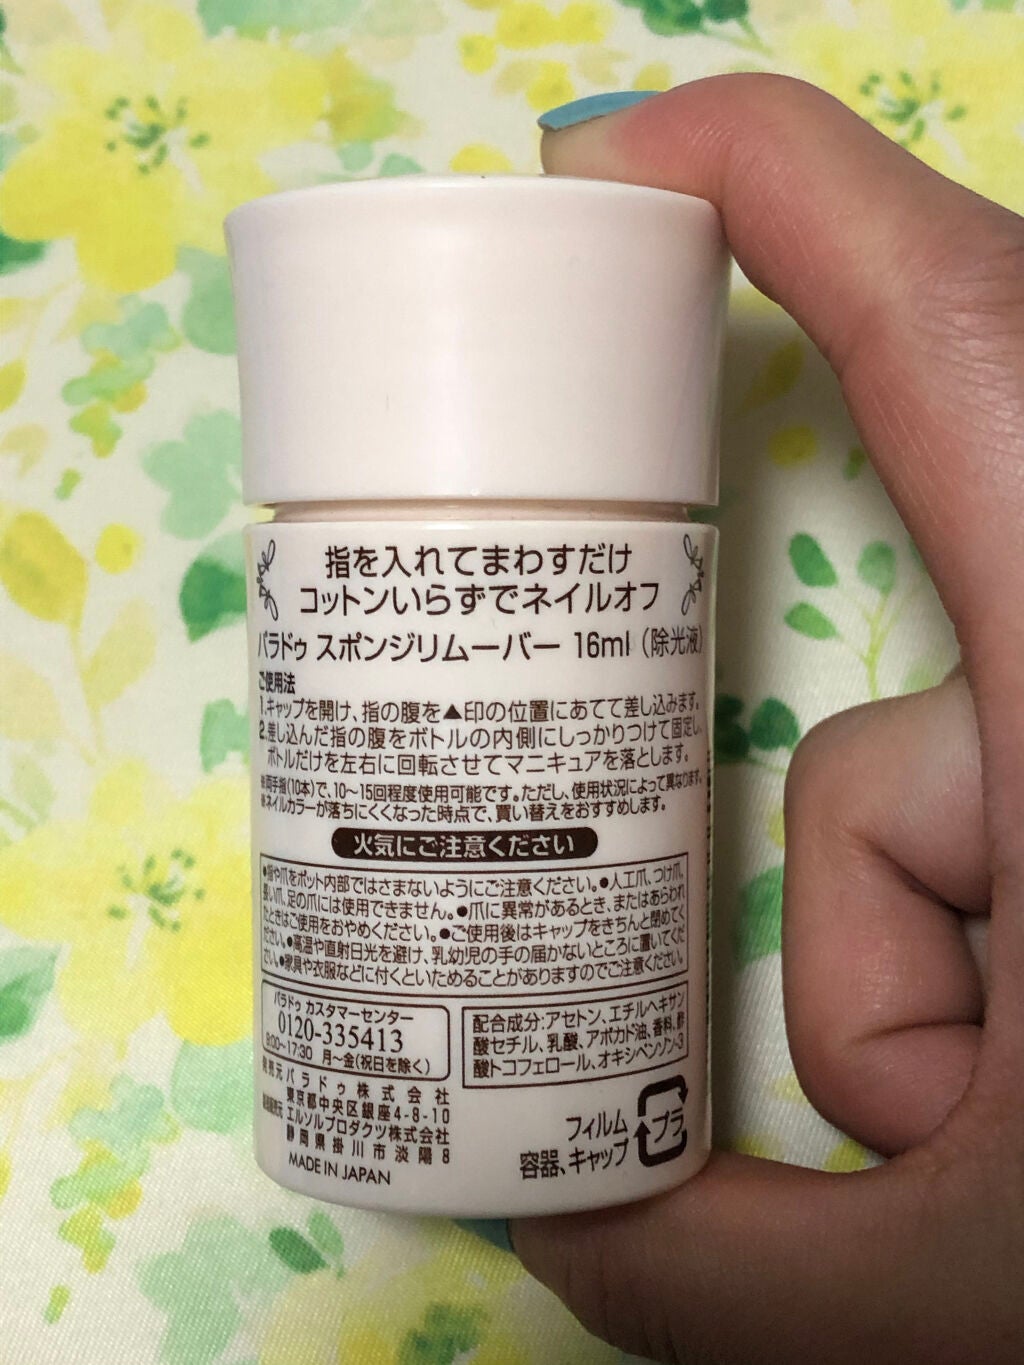 指を入れてまわすだけ
コットンいらずでネイルオフ
パラドゥ スポンジリムーバー 16ml（除光液）
ご使用法
1.キャップを開け、指の腹を▲印の位置にあてて差し込みます。
2.差し込んだ指の腹をボトルの内側にしっかりつけて固定し、
ボトルだけを左右に回転させてマニキュアを落とします。
※両手指(10本)で、10〜15回程度使用可能です。ただし、使用状況によって異なります。
※ネイルカラーが落ちにくくなった時点で、買い替えをおすすめします。
火気にご注意ください
●指や爪をポット内部ではさまないようにご注意ください。●人工爪、つけ爪、
長い爪、足の爪には使用できません。●爪に異常があるとき、またはあらわれ
たときはご使用をおやめください。●ご使用後はキャップをきちんと閉めてく
ださい。●高温や直射日光を避け、乳幼児の手の届かないところに置いてくだ
さい。●家具や衣服などに付くといためることがありますのでご注意ください。
パラドゥ カスタマーセンター
0120-335413
9:00〜17:30 月〜金(祝日を除く)
発売元 パラドゥ株式会社
東京都中央区銀座4-8-10
製造販売元 エルソルプロダクツ株式会社
静岡県掛川市淡陽8
MADE IN JAPAN
配合成分:アセトン、エチルヘキサン
酸セチル、乳酸、アボカド油、香料、酢
酸トコフェロール、オキシベンゾン-3
フィルム
容器、キャップ
プラ